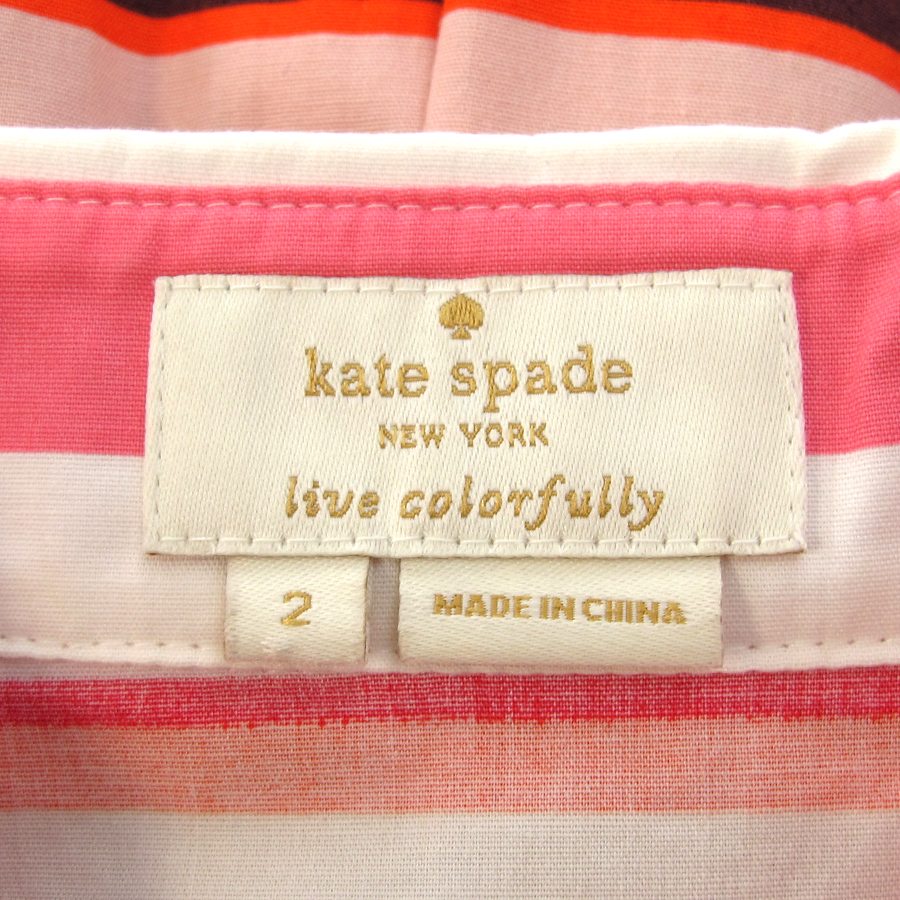 kate spade
NEW YORK
live colorfully
2
MADE IN CHINA